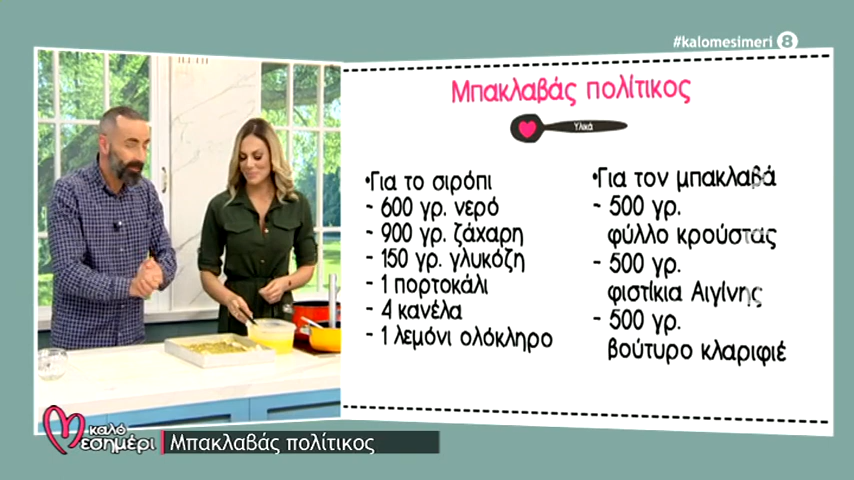 #kalomesimeri 8
Μπακλαβάς πολίτικος
Υλικά
•Για το σιρόπι
- 600 γρ. νερό
- 900 γρ. ζάχαρη
- 150 γρ. γλυκόζη
- 1 πορτοκάλι
- 4 κανέλα
- 1 λεμόνι ολόκληρο
•Για τον μπακλαβά
- 500 γρ.
φύλλο κρούστας
- 500 γρ.
φιστίκια Αιγίνης
- 500 γρ.
βούτυρο κλαριφιέ
καλό
μεσημέρι
Μπακλαβάς πολίτικος